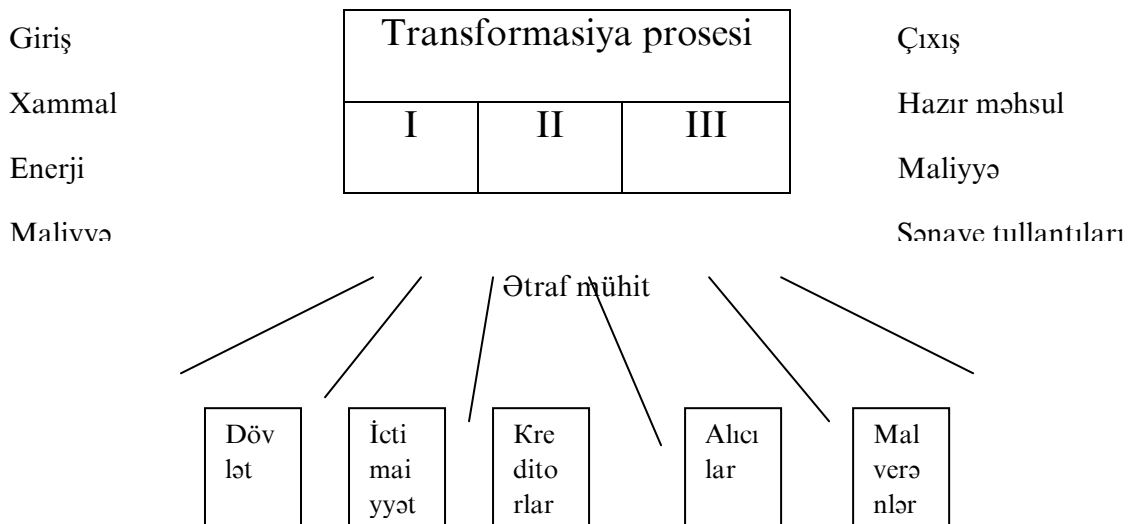 Giriş
Xammal
Enerji
Maliyyə
Transformasiya prosesi
I II III
Çıxış
Hazır məhsul
Maliyyə
Sənaye tullantıları
Ətraf mühit
Döv
lət
İcti
mai
yyət
Kre
dito
rlar
Alıcı
lar
Mal
verə
nlər